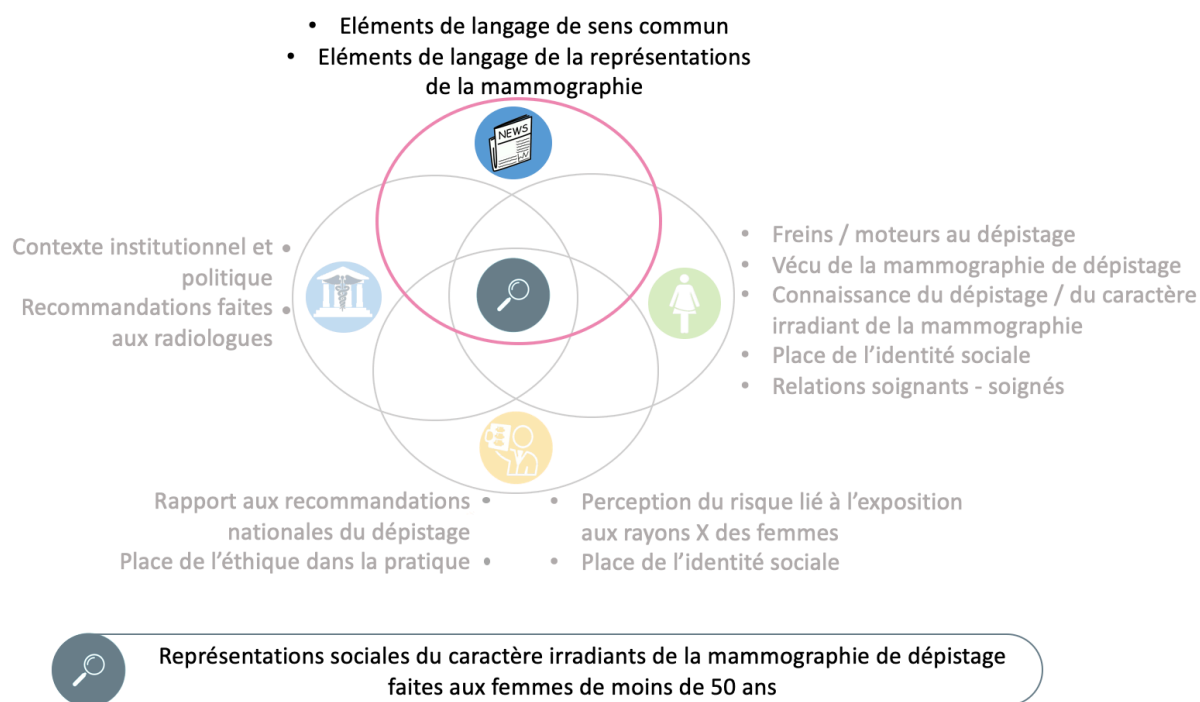 • Eléments de langage de sens commun
• Eléments de langage de la représentations
de la mammographie
NEWS
Contexte institutionnel et •
politique
Recommandations faites •
aux radiologues
• Freins / moteurs au dépistage
• Vécu de la mammographie de dépistage
• Connaissance du dépistage / du caractère
irradiant de la mammographie
• Place de l’identité sociale
• Relations soignants - soignés
Rapport aux recommandations •
nationales du dépistage
Place de l’éthique dans la pratique •
• Perception du risque lié à l’exposition
aux rayons X des femmes
• Place de l’identité sociale
Représentations sociales du caractère irradiants de la mammographie de dépistage
faites aux femmes de moins de 50 ans